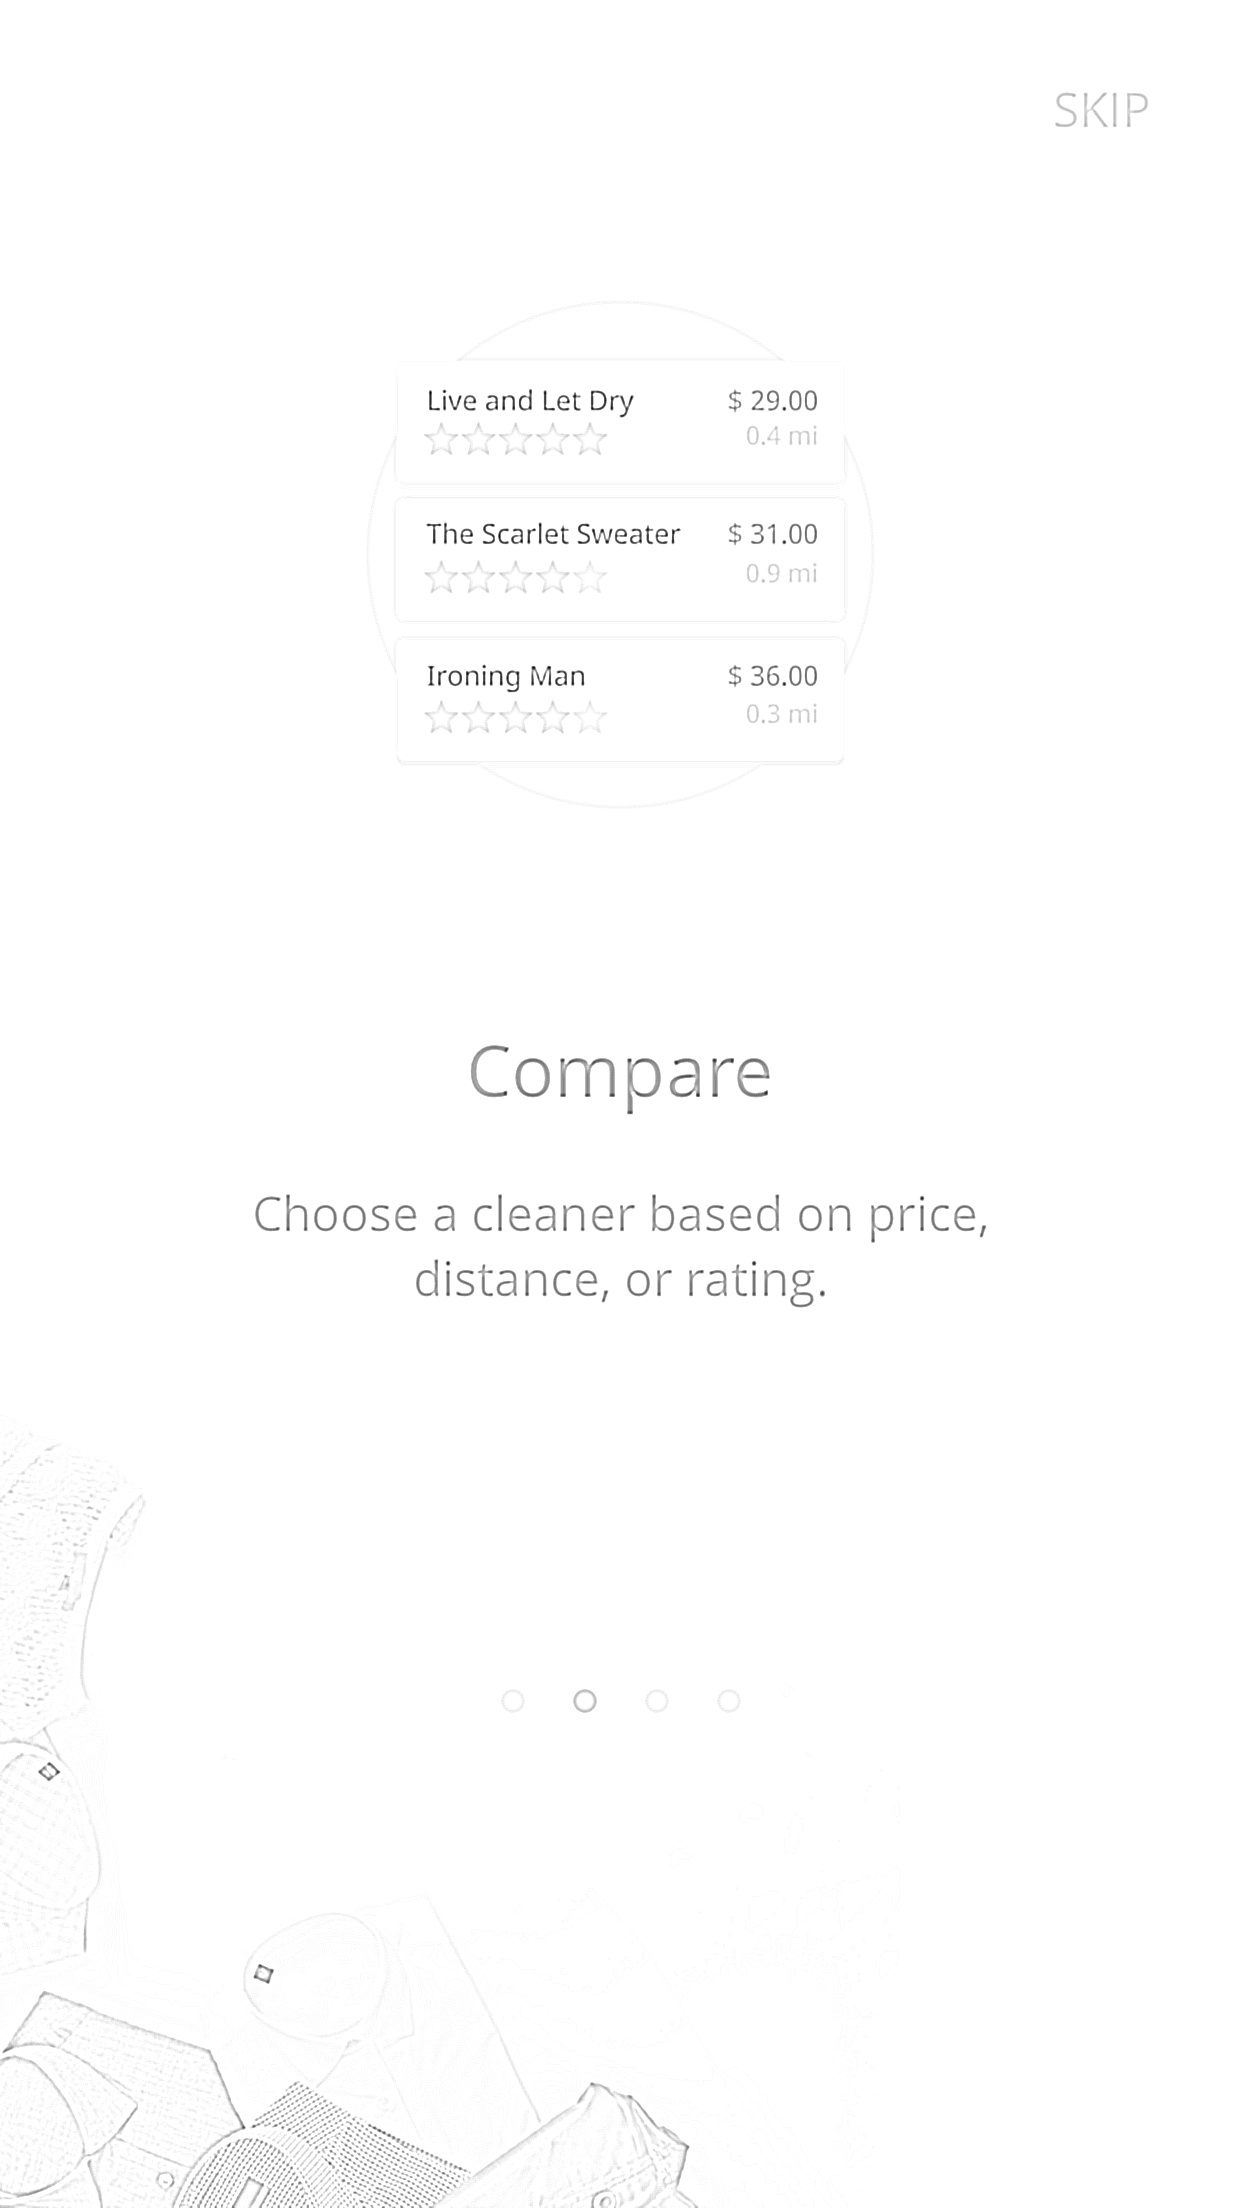 SKIP
Live and Let Dry $ 29.00
0.4 mi
The Scarlet Sweater $ 31.00
0.9 mi
Ironing Man $ 36.00
0.3 mi
Compare
Choose a cleaner based on price,
distance, or rating.